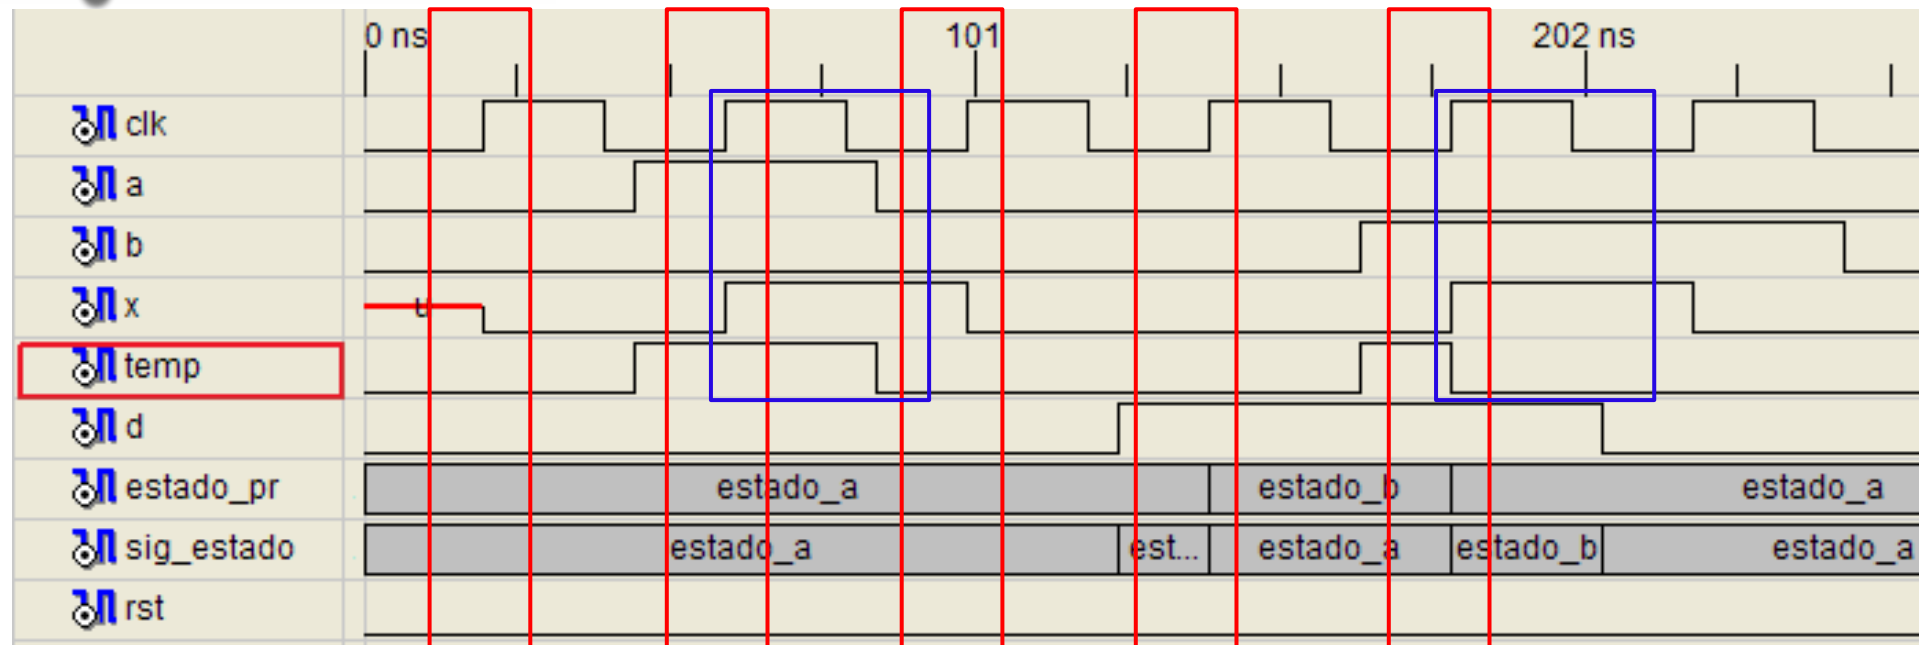 0 ns 101 202 ns
clk
a
b
x u
temp
d
estado_pr estado_a estado_b estado_a
sig_estado estado_a est... estado_a estado_b estado_a
rst